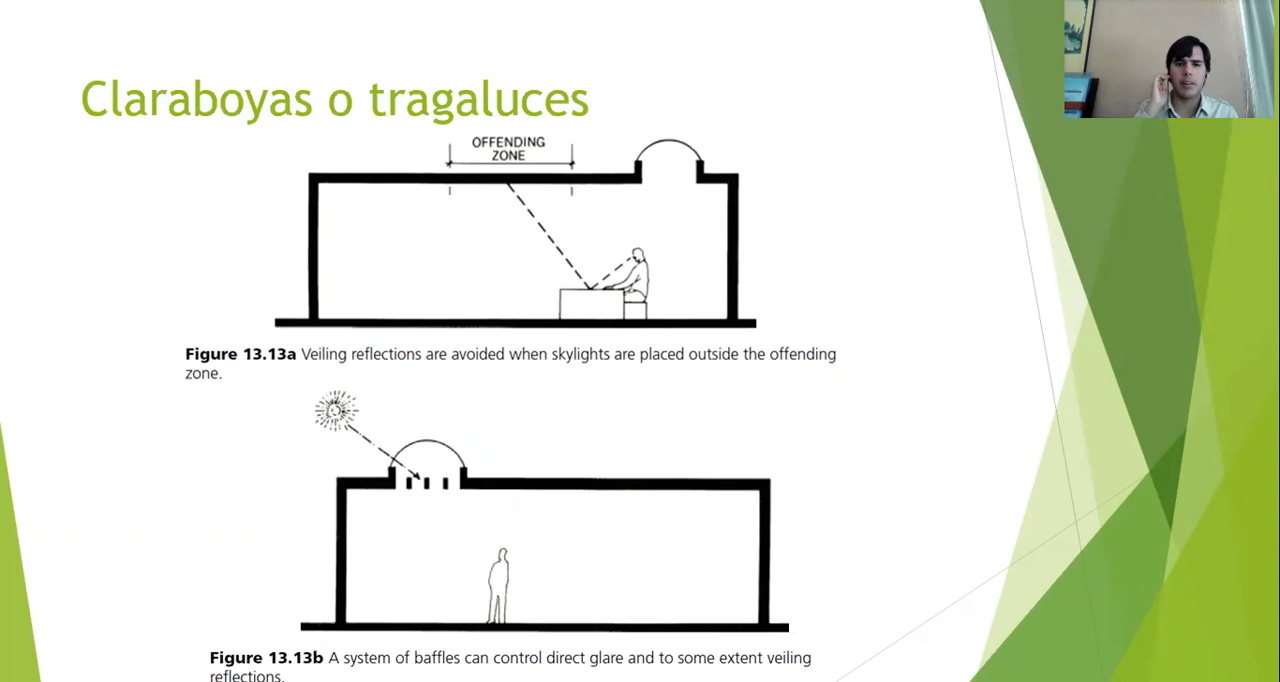 Claraboyas o tragaluces
OFFENDING
ZONE
Figure 13.13a Veiling reflections are avoided when skylights are placed outside the offending
zone.
Figure 13.13b A system of baffles can control direct glare and to some extent veiling
reflections.